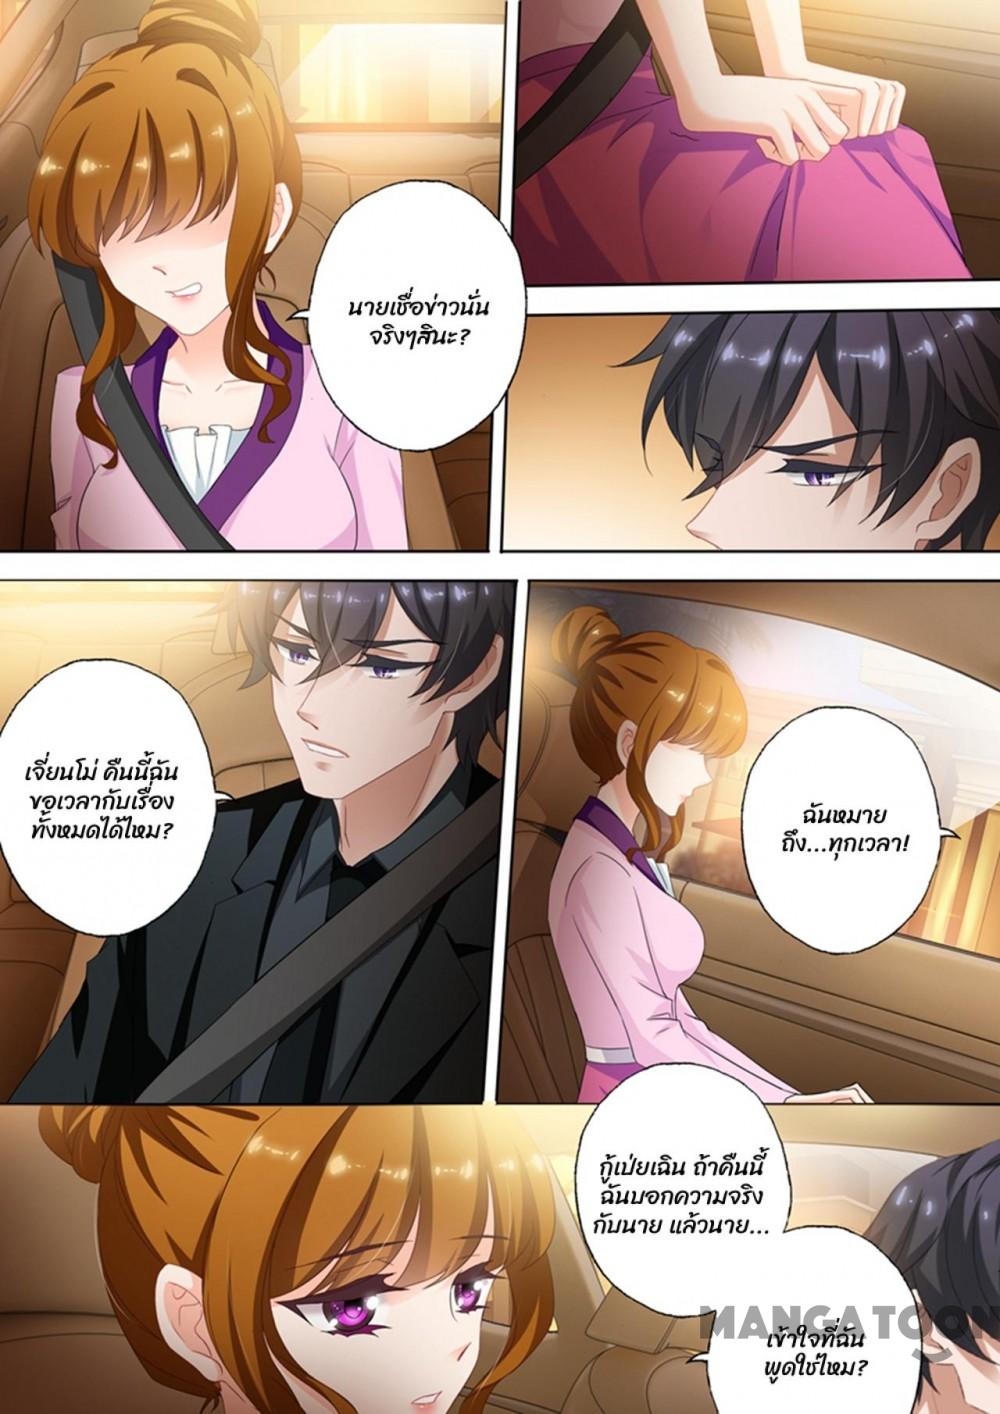 นายเชื่อข่าวนั่น
จริงๆสินะ?
เจี่ยนโม่ คืนนี้ฉัน
ขอเวลากับเรื่อง
ทั้งหมดได้ไหม?
ฉันหมาย
ถึง...ทุกเวลา!
กู้เป่ยเฉิน ถ้าคืนนี้
ฉันบอกความจริง
กับนาย แล้วนาย...
เข้าใจที่ฉัน
พูดใช่ไหม?
MANGATOON